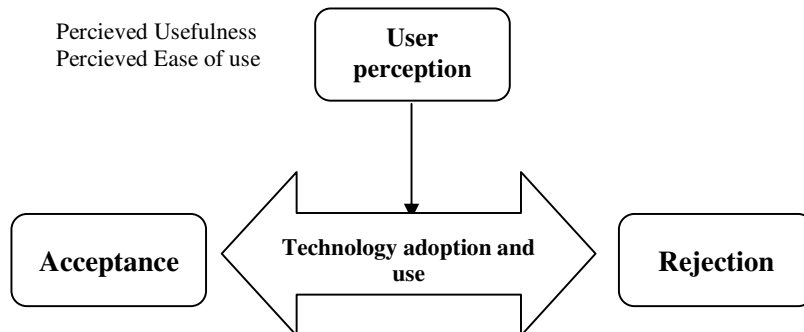 Percieved Usefulness
Percieved Ease of use
User
perception
Acceptance
Technology adoption and
use
Rejection